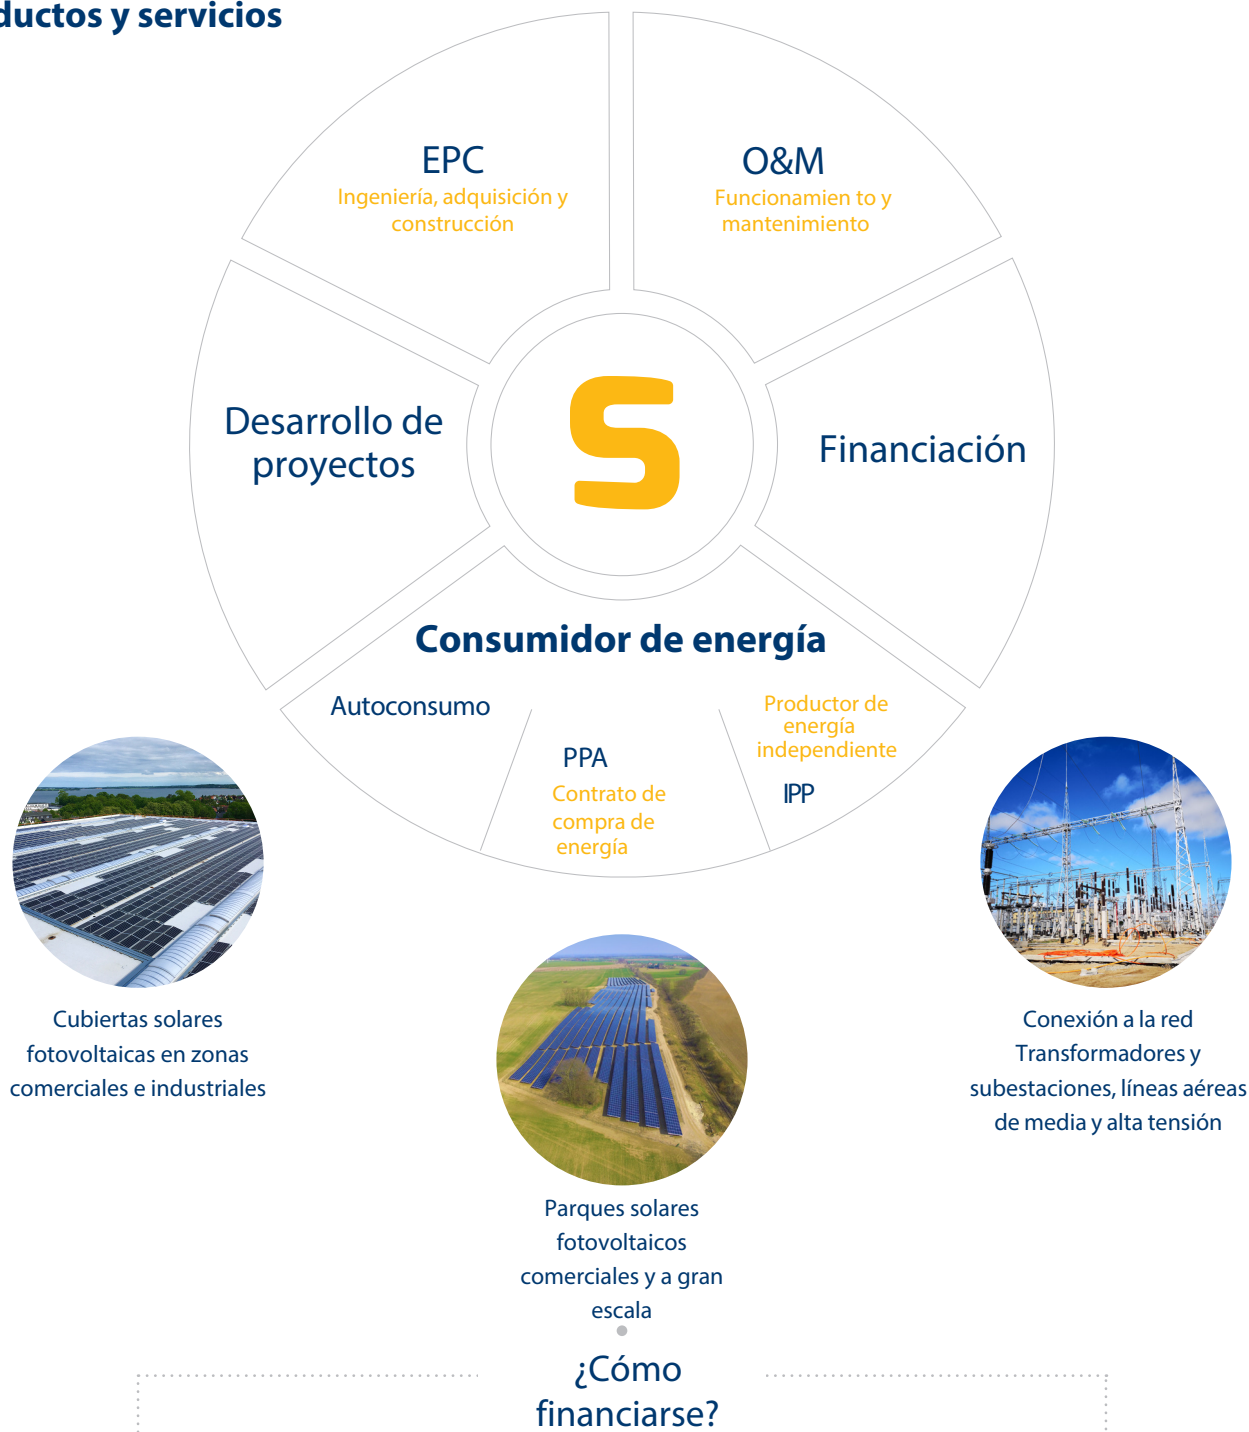 ductos y servicios
EPC
Ingeniería, adquisición y
construcción
O&M
Funcionamien to y
mantenimiento
Desarrollo de
proyectos
S
Financiación
Consumidor de energía
Autoconsumo
PPA
Contrato de
compra de
energía
Productor de
energía
independiente
IPP
Cubiertas solares
fotovoltaicas en zonas
comerciales e industriales
Parques solares
fotovoltaicos
comerciales y a gran
escala
Conexión a la red
Transformadores y
subestaciones, líneas aéreas
de media y alta tensión
¿Cómo
financiarse?